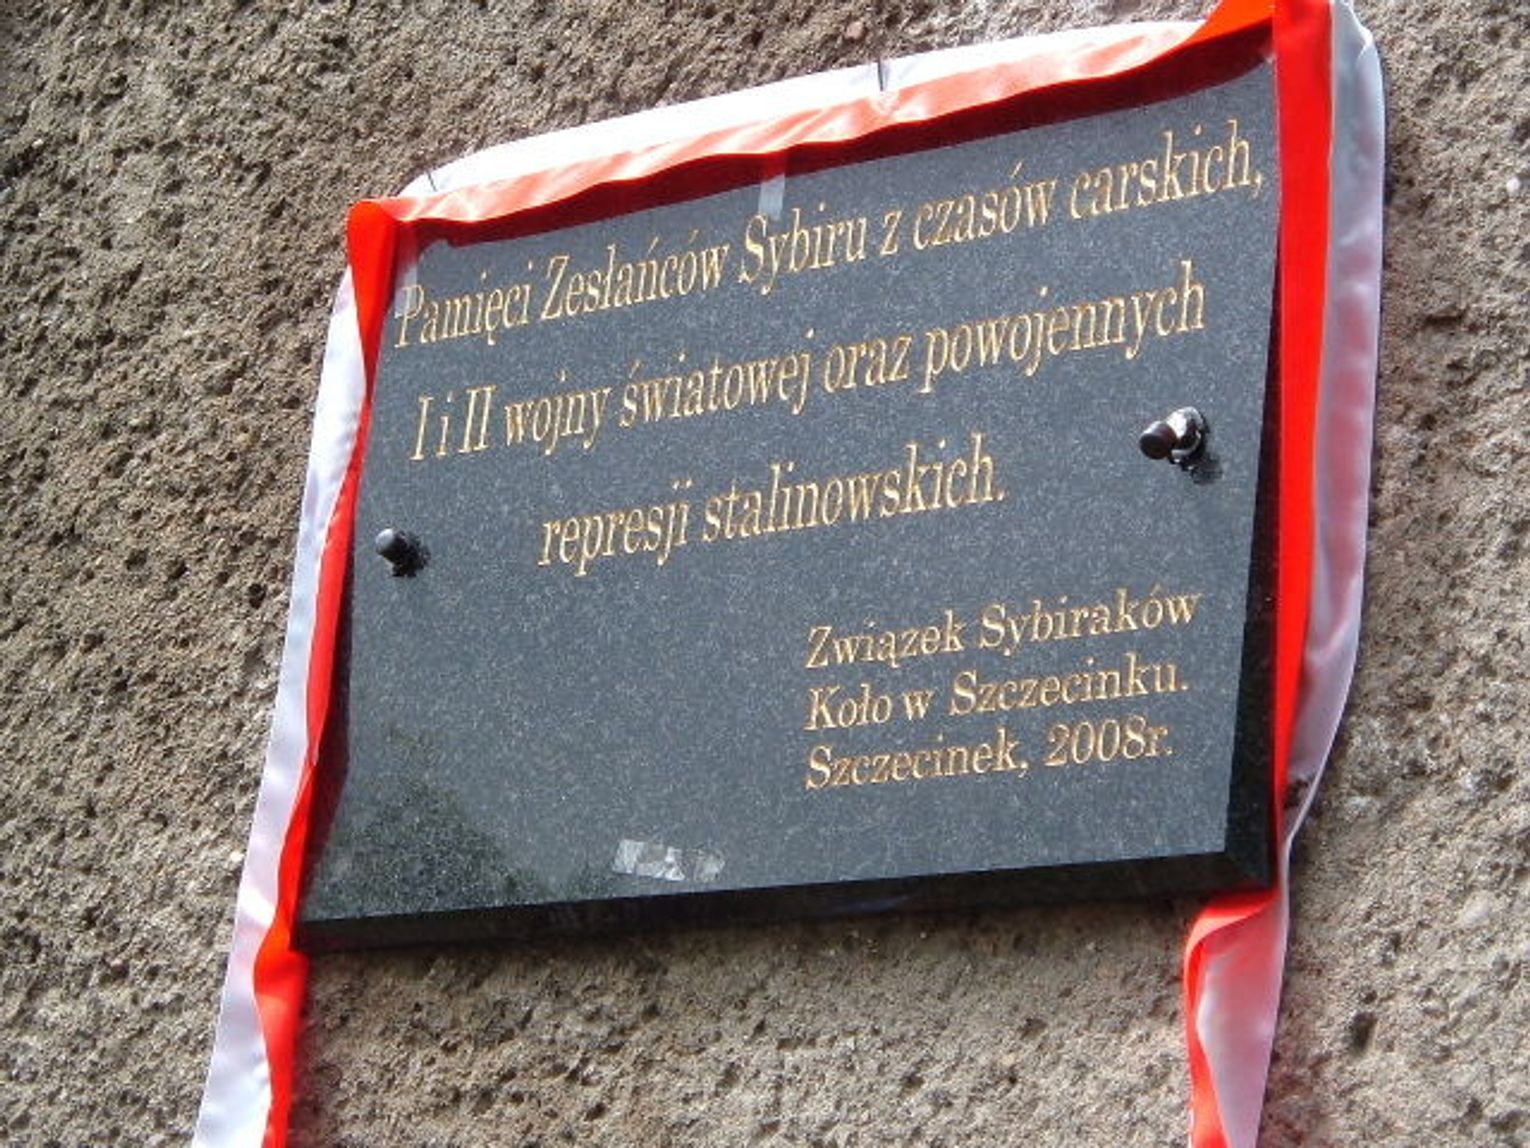 Pamięci Zesłańców Sybiru z czasów carskich,
I i II wojny światowej oraz powojennych
represji stalinowskich.
Związek Sybiraków
Koło w Szczecinku.
Szczecinek, 2008r.